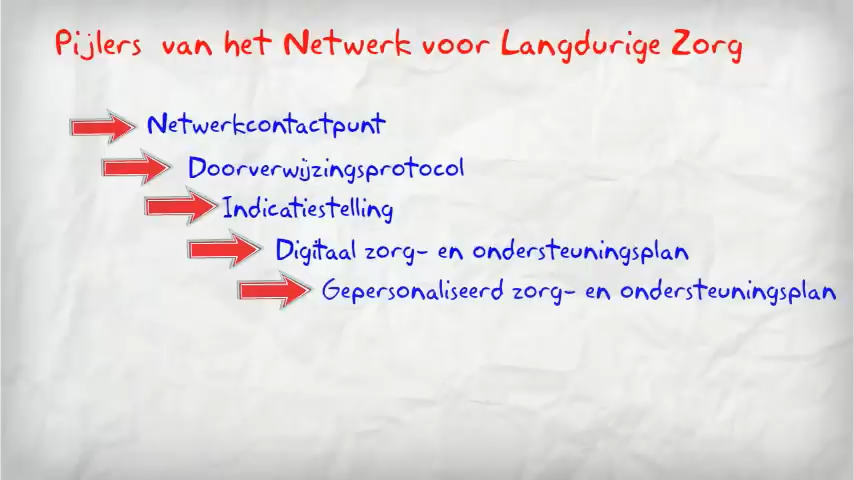 Pijlers van het Netwerk voor Langdurige Zorg
Netwerkcontactpunt
Doorverwijzingsprotocol
Indicatiestelling
Digitaal zorg- en ondersteuningsplan
Gepersonaliseerd zorg- en ondersteuningsplan